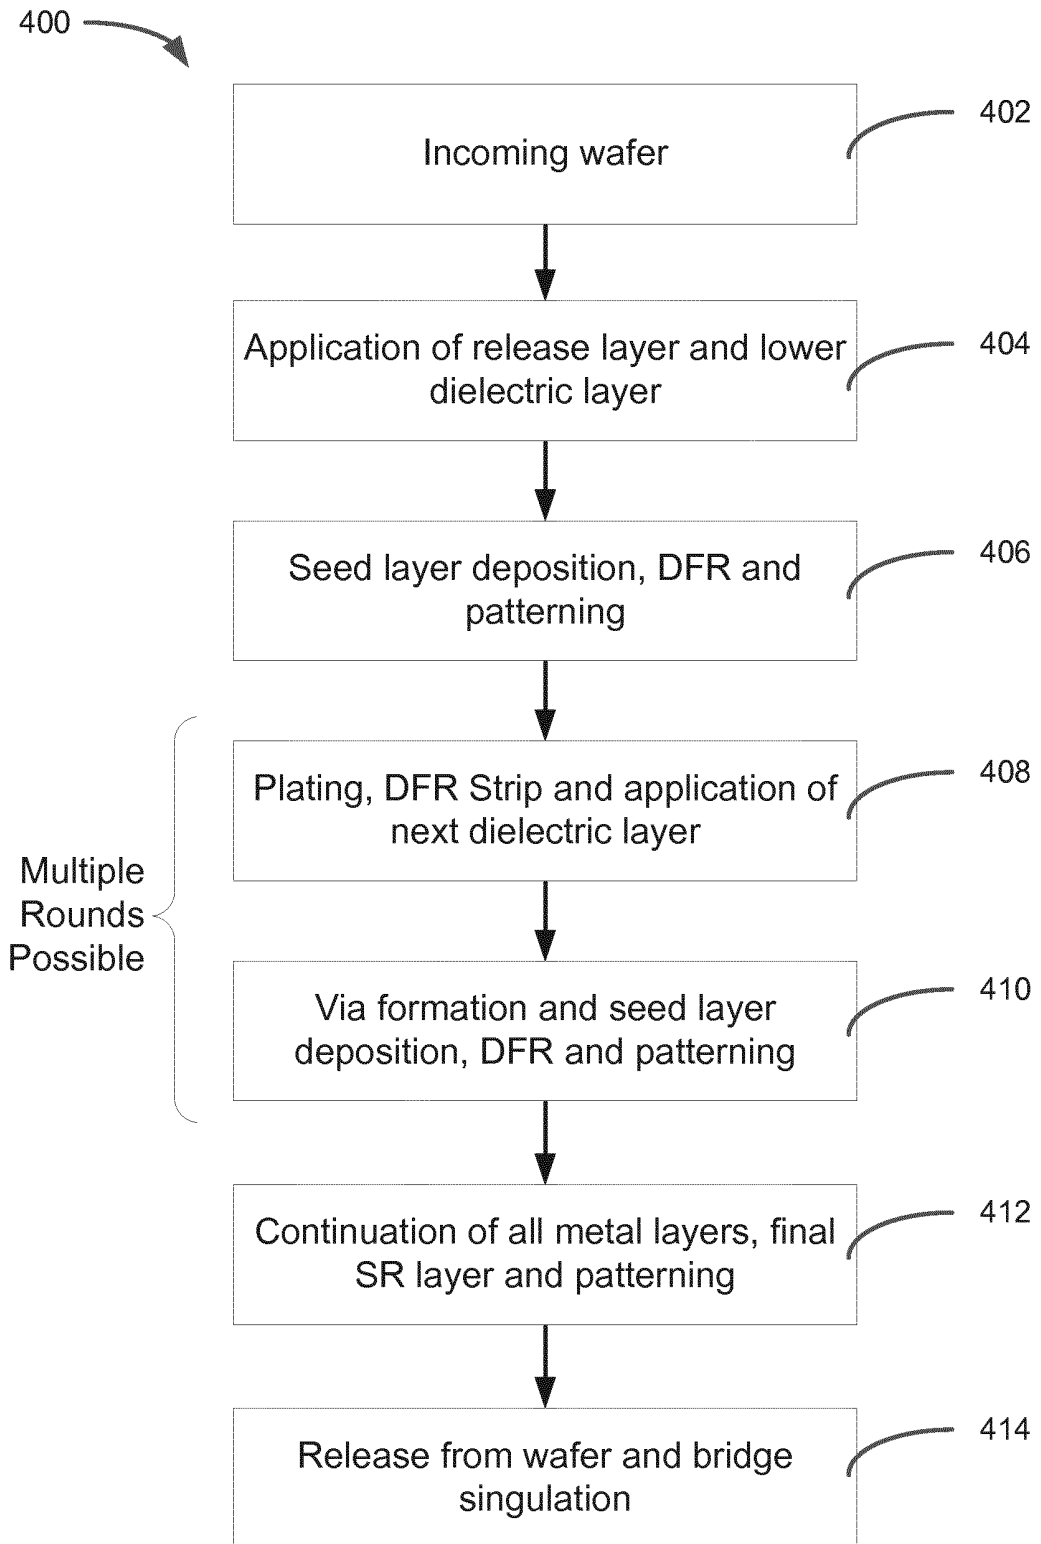 400
402
Incoming wafer
404
Application of release layer and lower
dielectric layer
406
Seed layer deposition, DFR and
patterning
408
Plating, DFR Strip and application of
next dielectric layer
Multiple
Rounds
Possible
410
Via formation and seed layer
deposition, DFR and patterning
412
Continuation of all metal layers, final
SR layer and patterning
414
Release from wafer and bridge
singulation